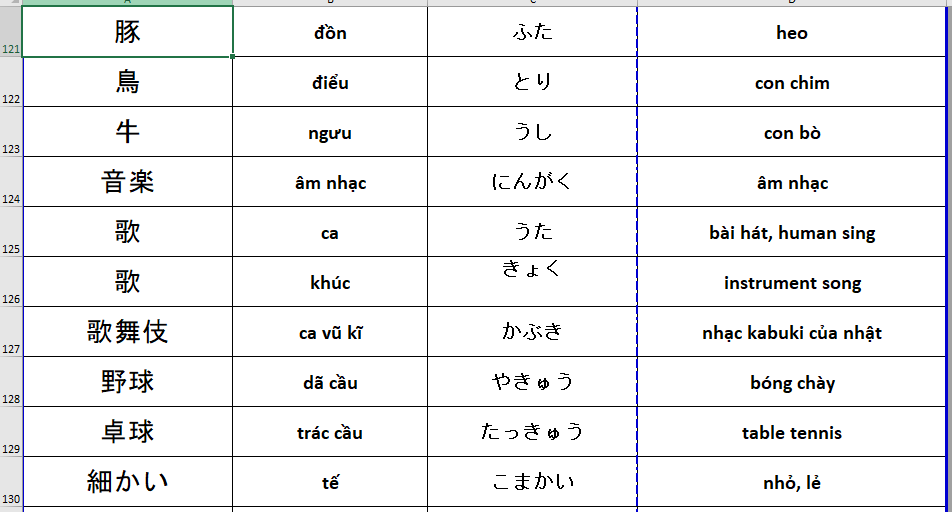 121 豚 đồn ふた heo
122 鳥 điểu とり con chim
123 牛 ngưu うし con bò
124 音楽 âm nhạc にんがく âm nhạc
125 歌 ca うた bài hát, human sing
126 歌 khúc きょく instrument song
127 歌舞伎 ca vũ kĩ かぶき nhạc kabuki của nhật
128 野球 dã cầu やきゅう bóng chày
129 卓球 trác cầu たっきゅう table tennis
130 細かい tế こまかい nhỏ, lẻ